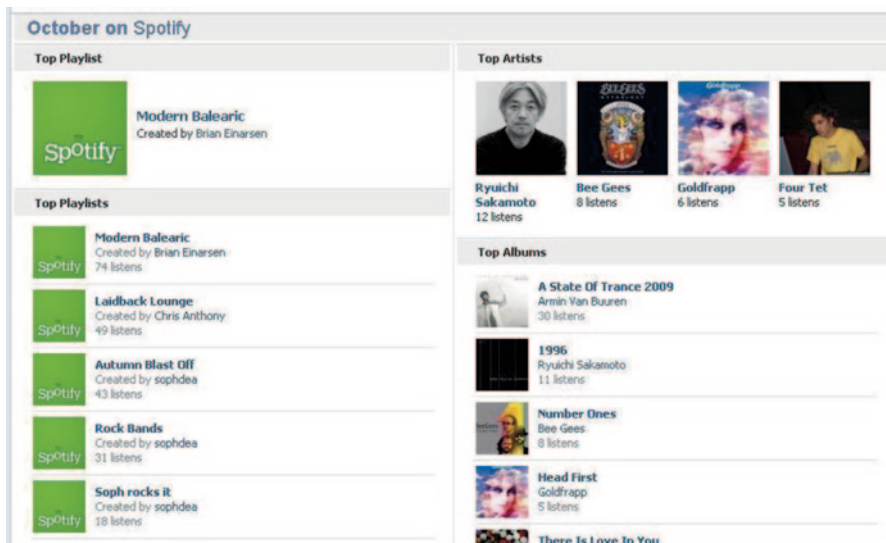 October on Spotify
Top Playlist
Spotify
Modern Balearic
Created by Brian Einarsen
Top Playlists
Spotify
Modern Balearic
Created by Brian Einarsen
74 listens
Spotify
Laidback Lounge
Created by Chris Anthony
49 listens
Spotify
Autumn Blast Off
Created by sophdea
43 listens
Spotify
Rock Bands
Created by sophdea
31 listens
Spotify
Soph rocks it
Created by sophdea
18 listens
Top Artists
BEE GEES
Goldfrapp
Ryuichi
Sakamoto
12 listens
Bee Gees
8 listens
Goldfrapp
6 listens
Four Tet
5 listens
Top Albums
A State Of Trance 2009
Armin Van Buuren
30 listens
1996
Ryuichi Sakamoto
11 listens
Number Ones
Bee Gees
8 listens
Head First
Goldfrapp
5 listens
There Is Love In You